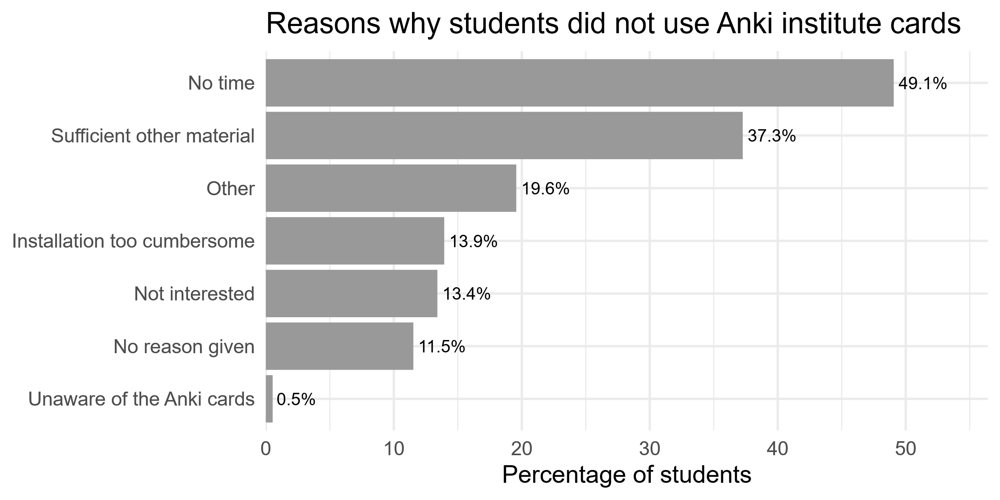 Reasons why students did not use Anki institute cards
No time
49.1%
Sufficient other material
37.3%
Other
19.6%
Installation too cumbersome
13.9%
Not interested
13.4%
No reason given
11.5%
Unaware of the Anki cards
0.5%
0 10 20 30 40 50
Percentage of students